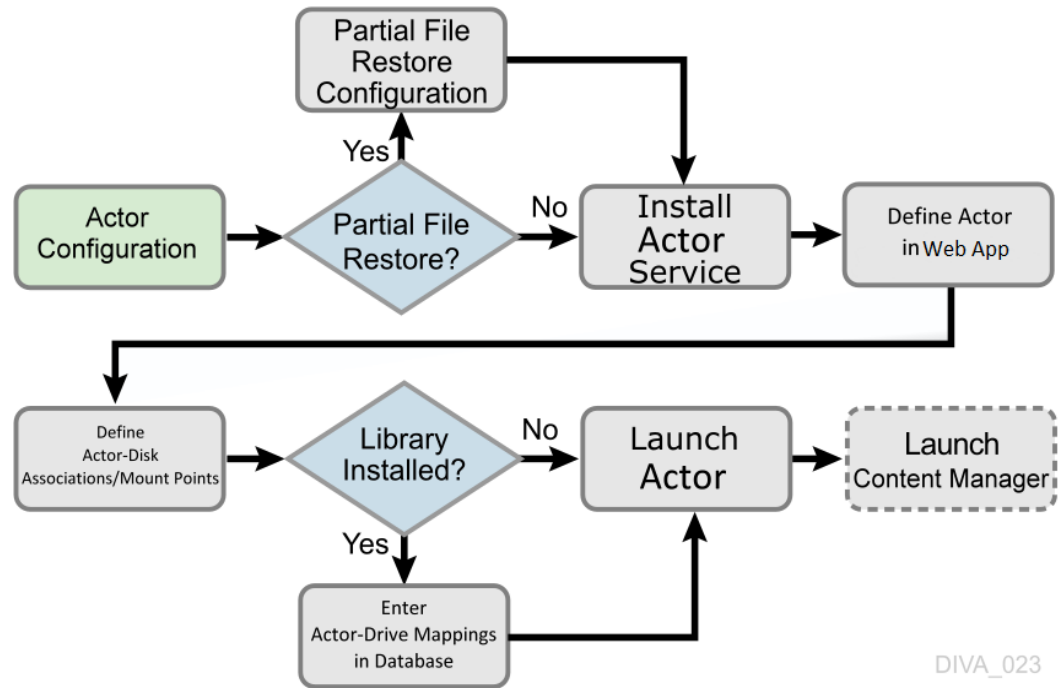 Partial File
Restore
Configuration
Yes
Actor
Configuration
Partial File
Restore?
No
Install
Actor
Service
Define Actor
in Web App
Define
Actor-Disk
Associations/Mount Points
Library
Installed?
No
Launch
Actor
Launch
Content Manager
Yes
Enter
Actor-Drive Mappings
in Database
DIVA_023